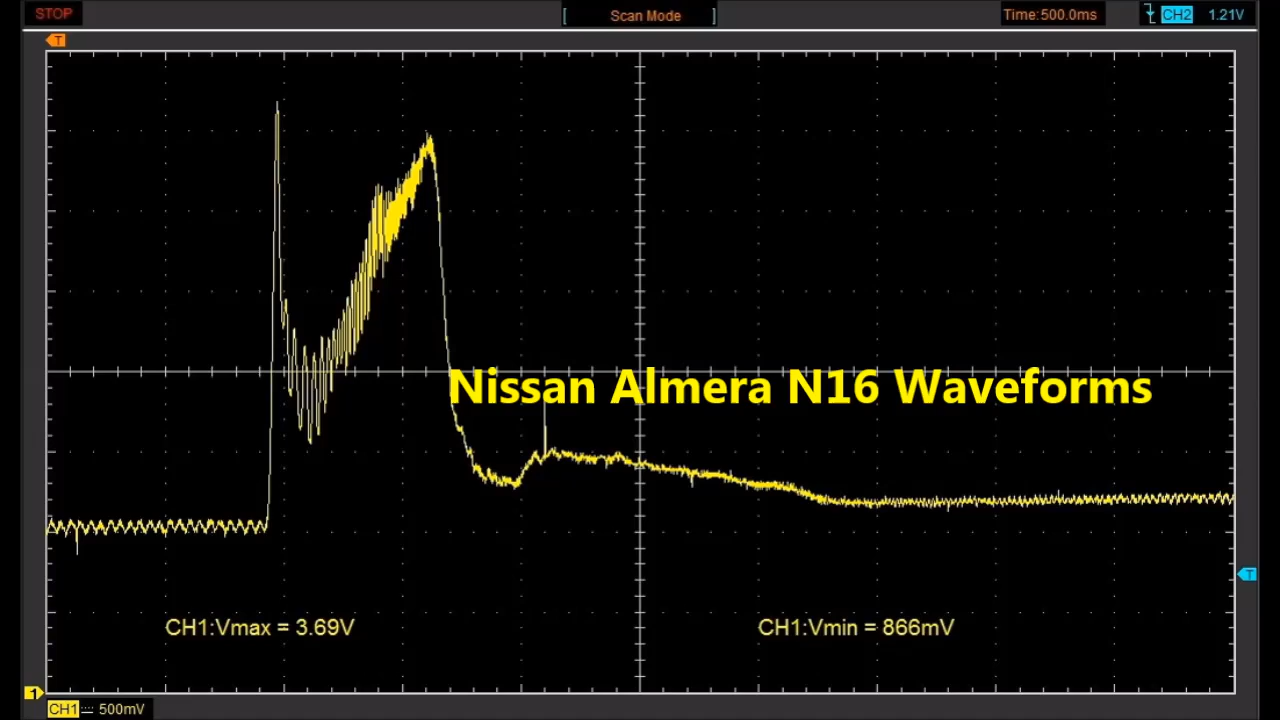 STOP
[ Scan Mode ]
Time:500.0ms
CH2 1.21V
T
Nissan Almera N16 Waveforms
T
CH1:Vmax = 3.69V
CH1:Vmin = 866mV
1
CH1 500mV